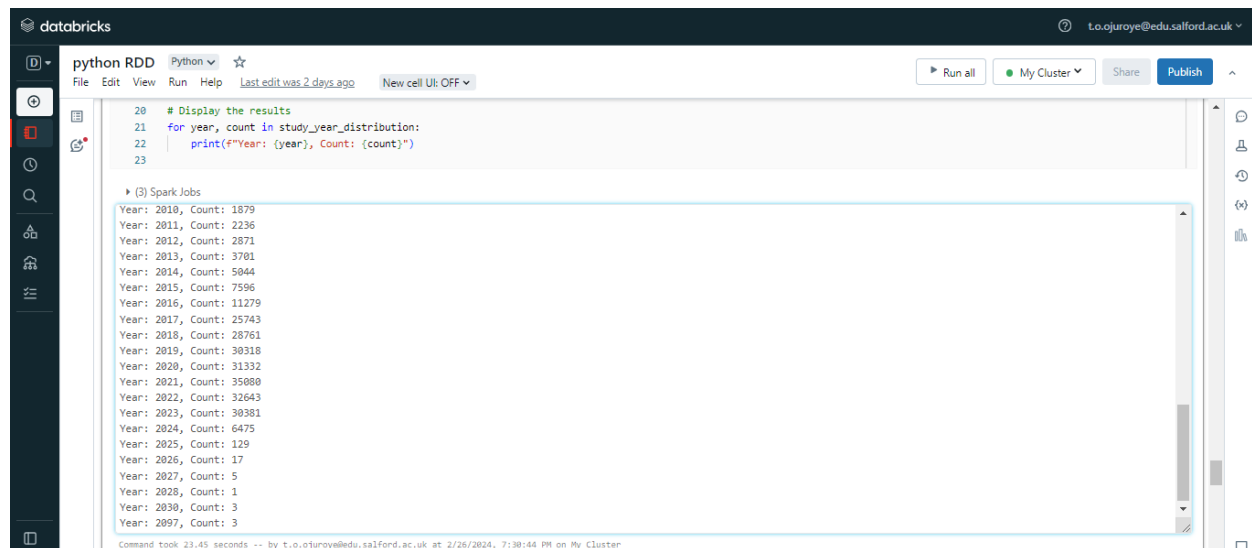 databricks
t.o.ojuroye@edu.salford.ac.uk
D
python RDD Python
File Edit View Run Help Last edit was 2 days ago New cell UI: OFF
Run all My Cluster Share Publish
20 # Display the results
21 for year, count in study_year_distribution:
22 print(f"Year: {year}, Count: {count}")
23
(3) Spark Jobs
Year: 2010, Count: 1879
Year: 2011, Count: 2236
Year: 2012, Count: 2871
Year: 2013, Count: 3701
Year: 2014, Count: 5044
Year: 2015, Count: 7596
Year: 2016, Count: 11279
Year: 2017, Count: 25743
Year: 2018, Count: 28761
Year: 2019, Count: 30318
Year: 2020, Count: 31332
Year: 2021, Count: 35080
Year: 2022, Count: 32643
Year: 2023, Count: 30381
Year: 2024, Count: 6475
Year: 2025, Count: 129
Year: 2026, Count: 17
Year: 2027, Count: 5
Year: 2028, Count: 1
Year: 2030, Count: 3
Year: 2097, Count: 3
Command took 23.45 seconds -- by t.o.ojuroye@edu.salford.ac.uk at 2/26/2024, 7:30:44 PM on My Cluster